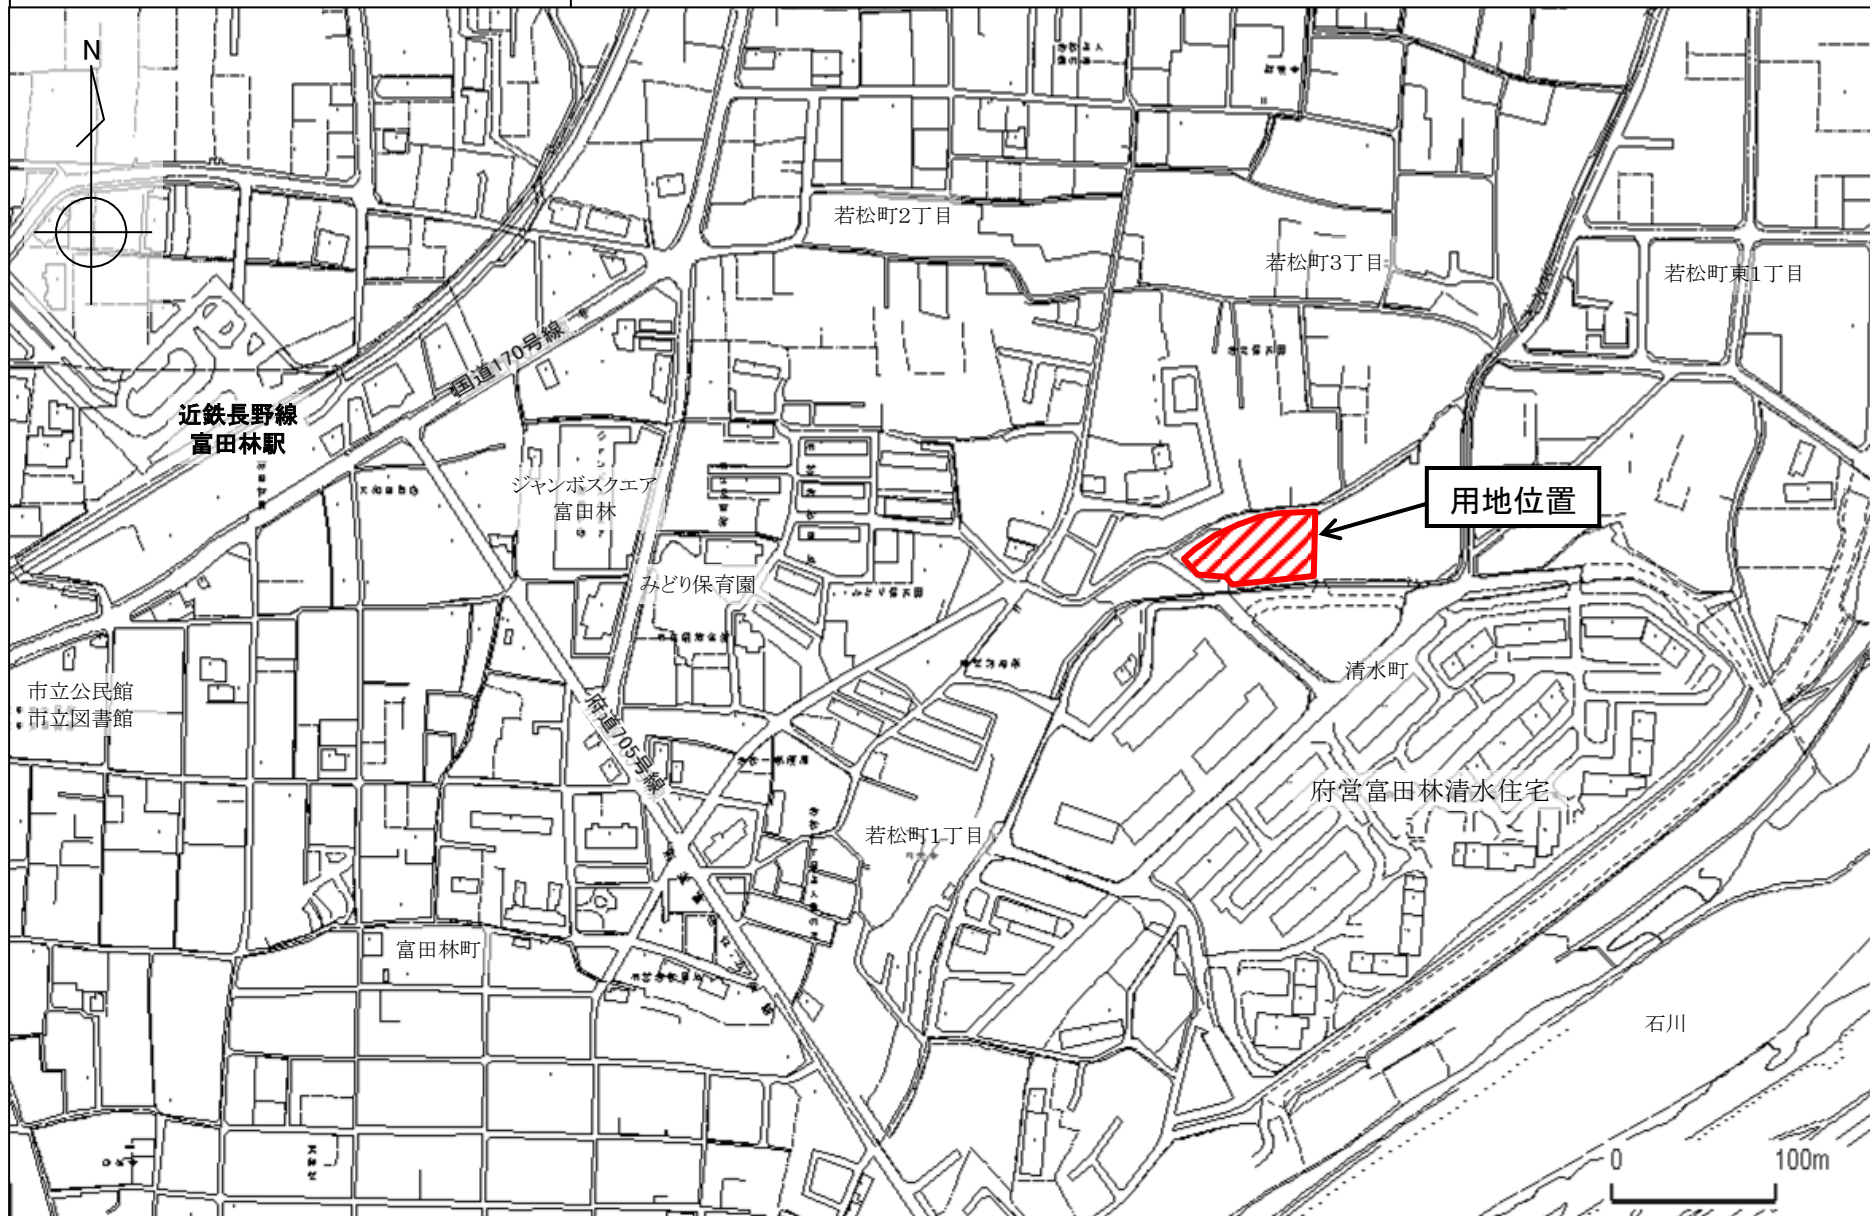 N
若松町2丁目
若松町3丁目
若松町東1丁目
国道170号線
近鉄長野線
富田林駅
ジャンボスクエア
富田林
用地位置
みどり保育園
清水町
市立公民館
市立図書館
府道705号線
府営富田林清水住宅
若松町1丁目
富田林町
石川
0 100m